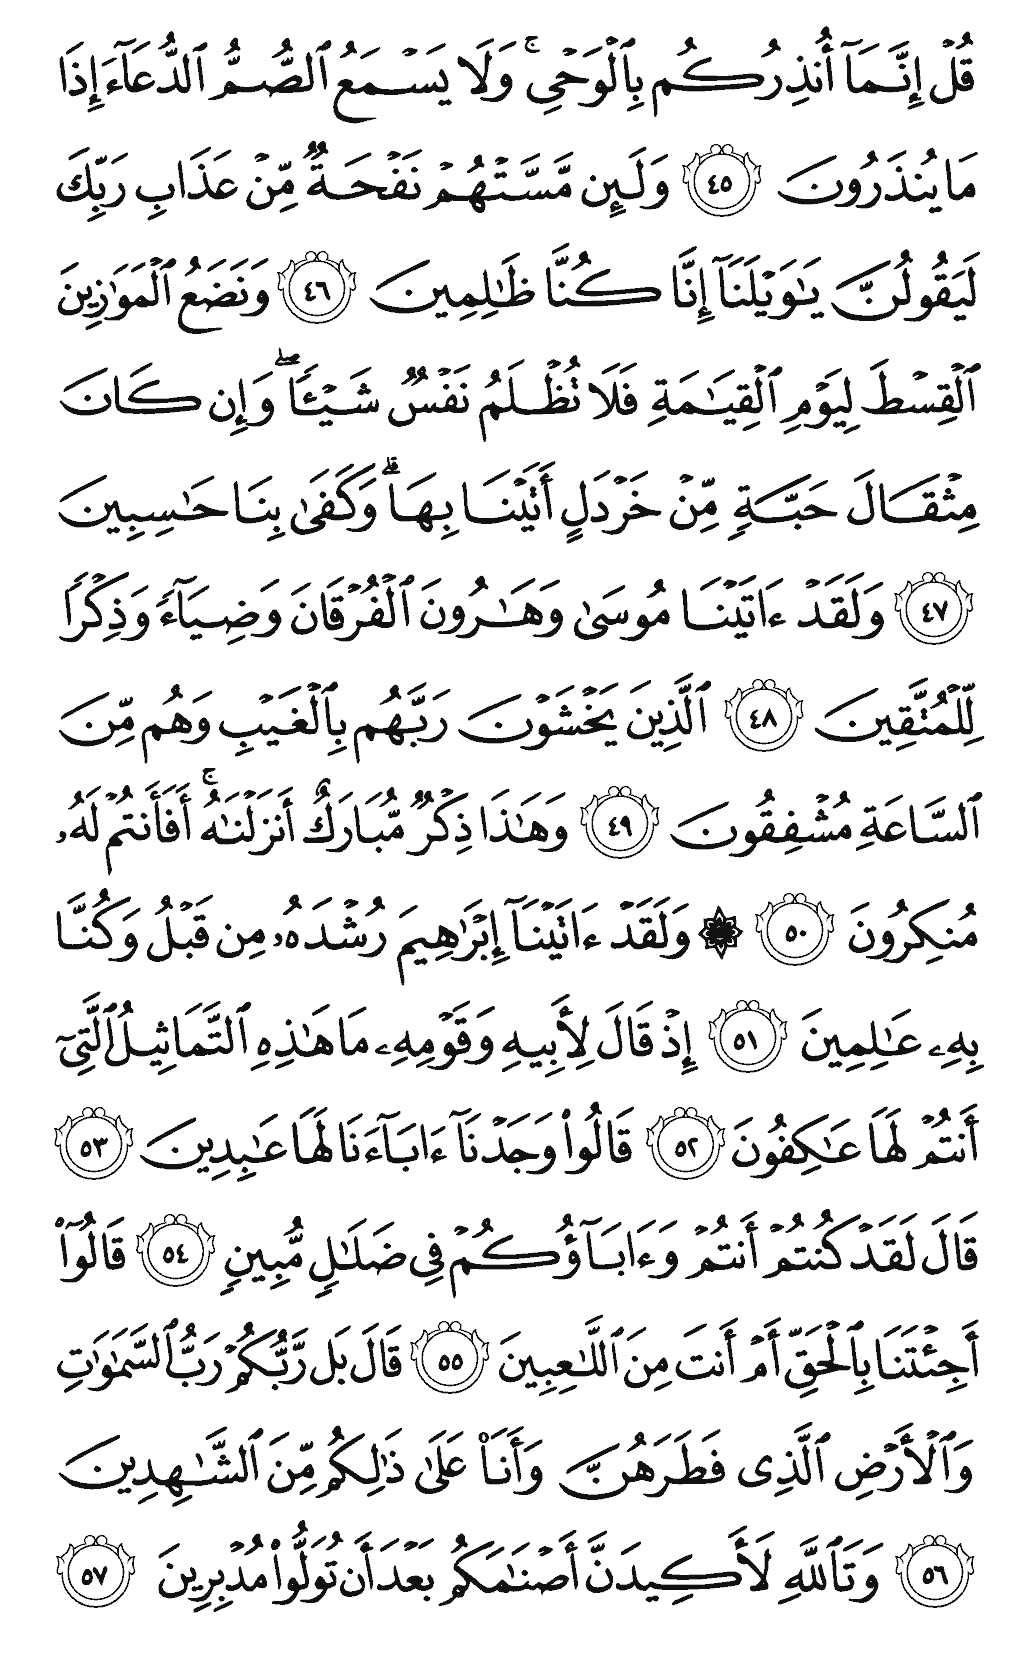 قُلۡ إِنَّمَآ أُنذِرُكُم بِٱلۡوَحۡيِۚ وَلَا يَسۡمَعُ ٱلصُّمُّ ٱلدُّعَآءَ إِذَا
مَا يُنذَرُونَ ٤٥ وَلَئِن مَّسَّتۡهُمۡ نَفۡحَةٞ مِّنۡ عَذَابِ رَبِّكَ
لَيَقُولُنَّ يَٰوَيۡلَنَآ إِنَّا كُنَّا ظَٰلِمِينَ ٤٦ وَنَضَعُ ٱلۡمَوَٰزِينَ
ٱلۡقِسۡطَ لِيَوۡمِ ٱلۡقِيَٰمَةِ فَلَا تُظۡلَمُ نَفۡسٞ شَيۡـٔٗاۖ وَإِن كَانَ
مِثۡقَالَ حَبَّةٖ مِّنۡ خَرۡدَلٍ أَتَيۡنَا بِهَاۗ وَكَفَىٰ بِنَا حَٰسِبِينَ
٤٧ وَلَقَدۡ ءَاتَيۡنَا مُوسَىٰ وَهَٰرُونَ ٱلۡفُرۡقَانَ وَضِيَآءٗ وَذِكۡرٗا
لِّلۡمُتَّقِينَ ٤٨ ٱلَّذِينَ يَخۡشَوۡنَ رَبَّهُم بِٱلۡغَيۡبِ وَهُم مِّنَ
ٱلسَّاعَةِ مُشۡفِقُونَ ٤٩ وَهَٰذَا ذِكۡرٞ مُّبَارَكٌ أَنزَلۡنَٰهُۚ أَفَأَنتُمۡ لَهُۥ
مُنكِرُونَ ٥٠ ۞ وَلَقَدۡ ءَاتَيۡنَآ إِبۡرَٰهِيمَ رُشۡدَهُۥ مِن قَبۡلُ وَكُنَّا
بِهِۦ عَٰلِمِينَ ٥١ إِذۡ قَالَ لِأَبِيهِ وَقَوۡمِهِۦ مَا هَٰذِهِ ٱلتَّمَاثِيلُ ٱلَّتِيٓ
أَنتُمۡ لَهَا عَٰكِفُونَ ٥٢ قَالُواْ وَجَدۡنَآ ءَابَآءَنَا لَهَا عَٰبِدِينَ ٥٣
قَالَ لَقَدۡ كُنتُمۡ أَنتُمۡ وَءَابَآؤُكُمۡ فِي ضَلَٰلٖ مُّبِينٖ ٥٤ قَالُوٓاْ
أَجِئۡتَنَا بِٱلۡحَقِّ أَمۡ أَنتَ مِنَ ٱللَّٰعِبِينَ ٥٥ قَالَ بَل رَّبُّكُمۡ رَبُّ ٱلسَّمَٰوَٰتِ
وَٱلۡأَرۡضِ ٱلَّذِي فَطَرَهُنَّ وَأَنَا۠ عَلَىٰ ذَٰلِكُم مِّنَ ٱلشَّٰهِدِينَ
٥٦ وَتَٱللَّهِ لَأَكِيدَنَّ أَصۡنَٰمَكُم بَعۡدَ أَن تُوَلُّواْ مُدۡبِرِينَ ٥٧